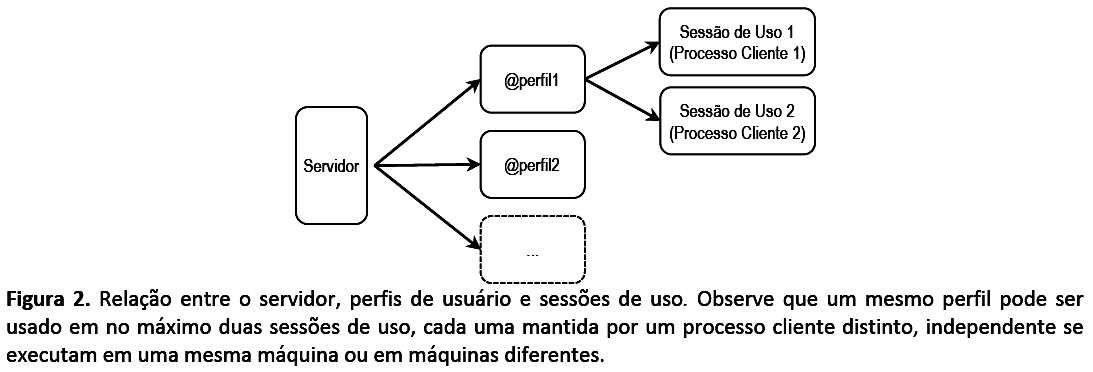 Servidor
@perfil1
@perfil2
...
Sessão de Uso 1
(Processo Cliente 1)
Sessão de Uso 2
(Processo Cliente 2)
Figura 2. Relação entre o servidor, perfis de usuário e sessões de uso. Observe que um mesmo perfil pode ser
usado em no máximo duas sessões de uso, cada uma mantida por um processo cliente distinto, independente se
executam em uma mesma máquina ou em máquinas diferentes.